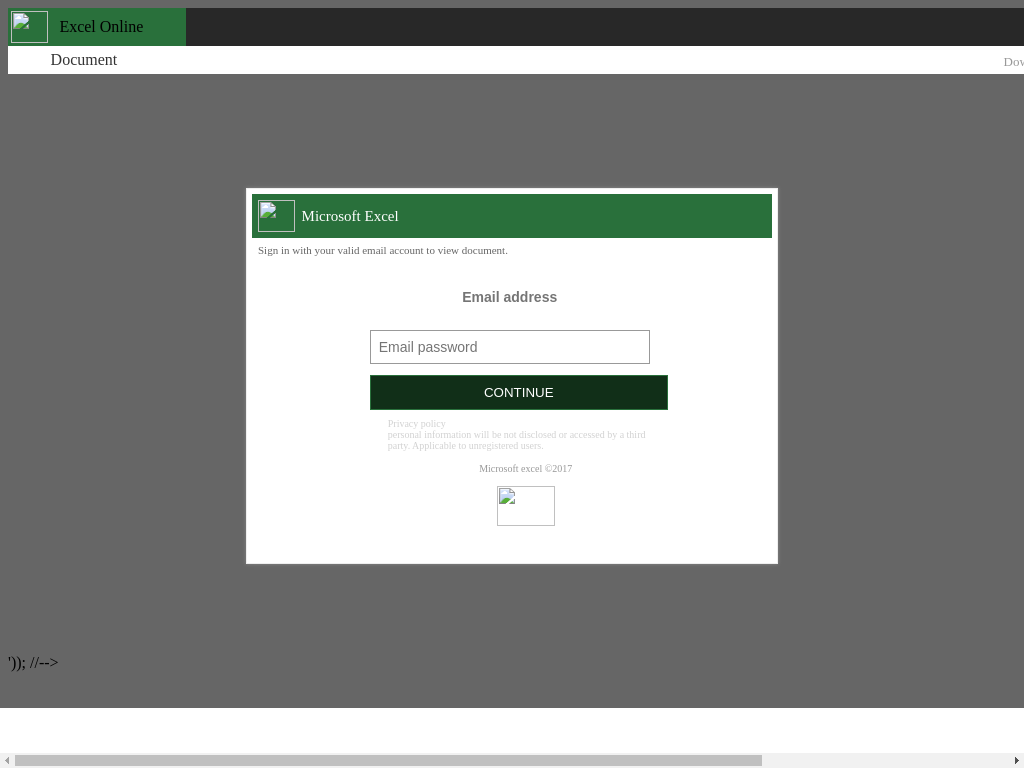 Excel Online
Document
Microsoft Excel
Sign in with your valid email account to view document.
Email address
Email password
CONTINUE
Privacy policy
personal information will be not disclosed or accessed by a third
party. Applicable to unregistered users.
Microsoft excel ©2017
')); //-->